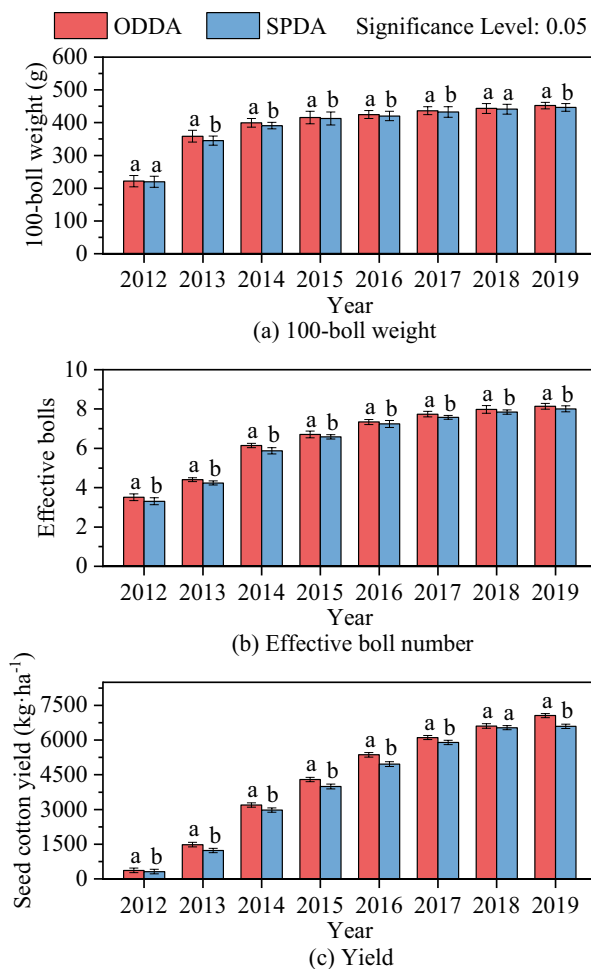 ODDA SPDA Significance Level: 0.05
600
500
400
300
200
100
0
100-boll weight (g)
a a a b a b a b a b a b a a a b
2012 2013 2014 2015 2016 2017 2018 2019
Year
(a) 100-boll weight
10
8
6
4
2
0
Effective bolls
a b a b a b a b a b a b a b a b
2012 2013 2014 2015 2016 2017 2018 2019
Year
(b) Effective boll number
7500
6000
4500
3000
1500
0
Seed cotton yield (kg·ha⁻¹)
a b a b a b a b a b a b a a a b
2012 2013 2014 2015 2016 2017 2018 2019
Year
(c) Yield